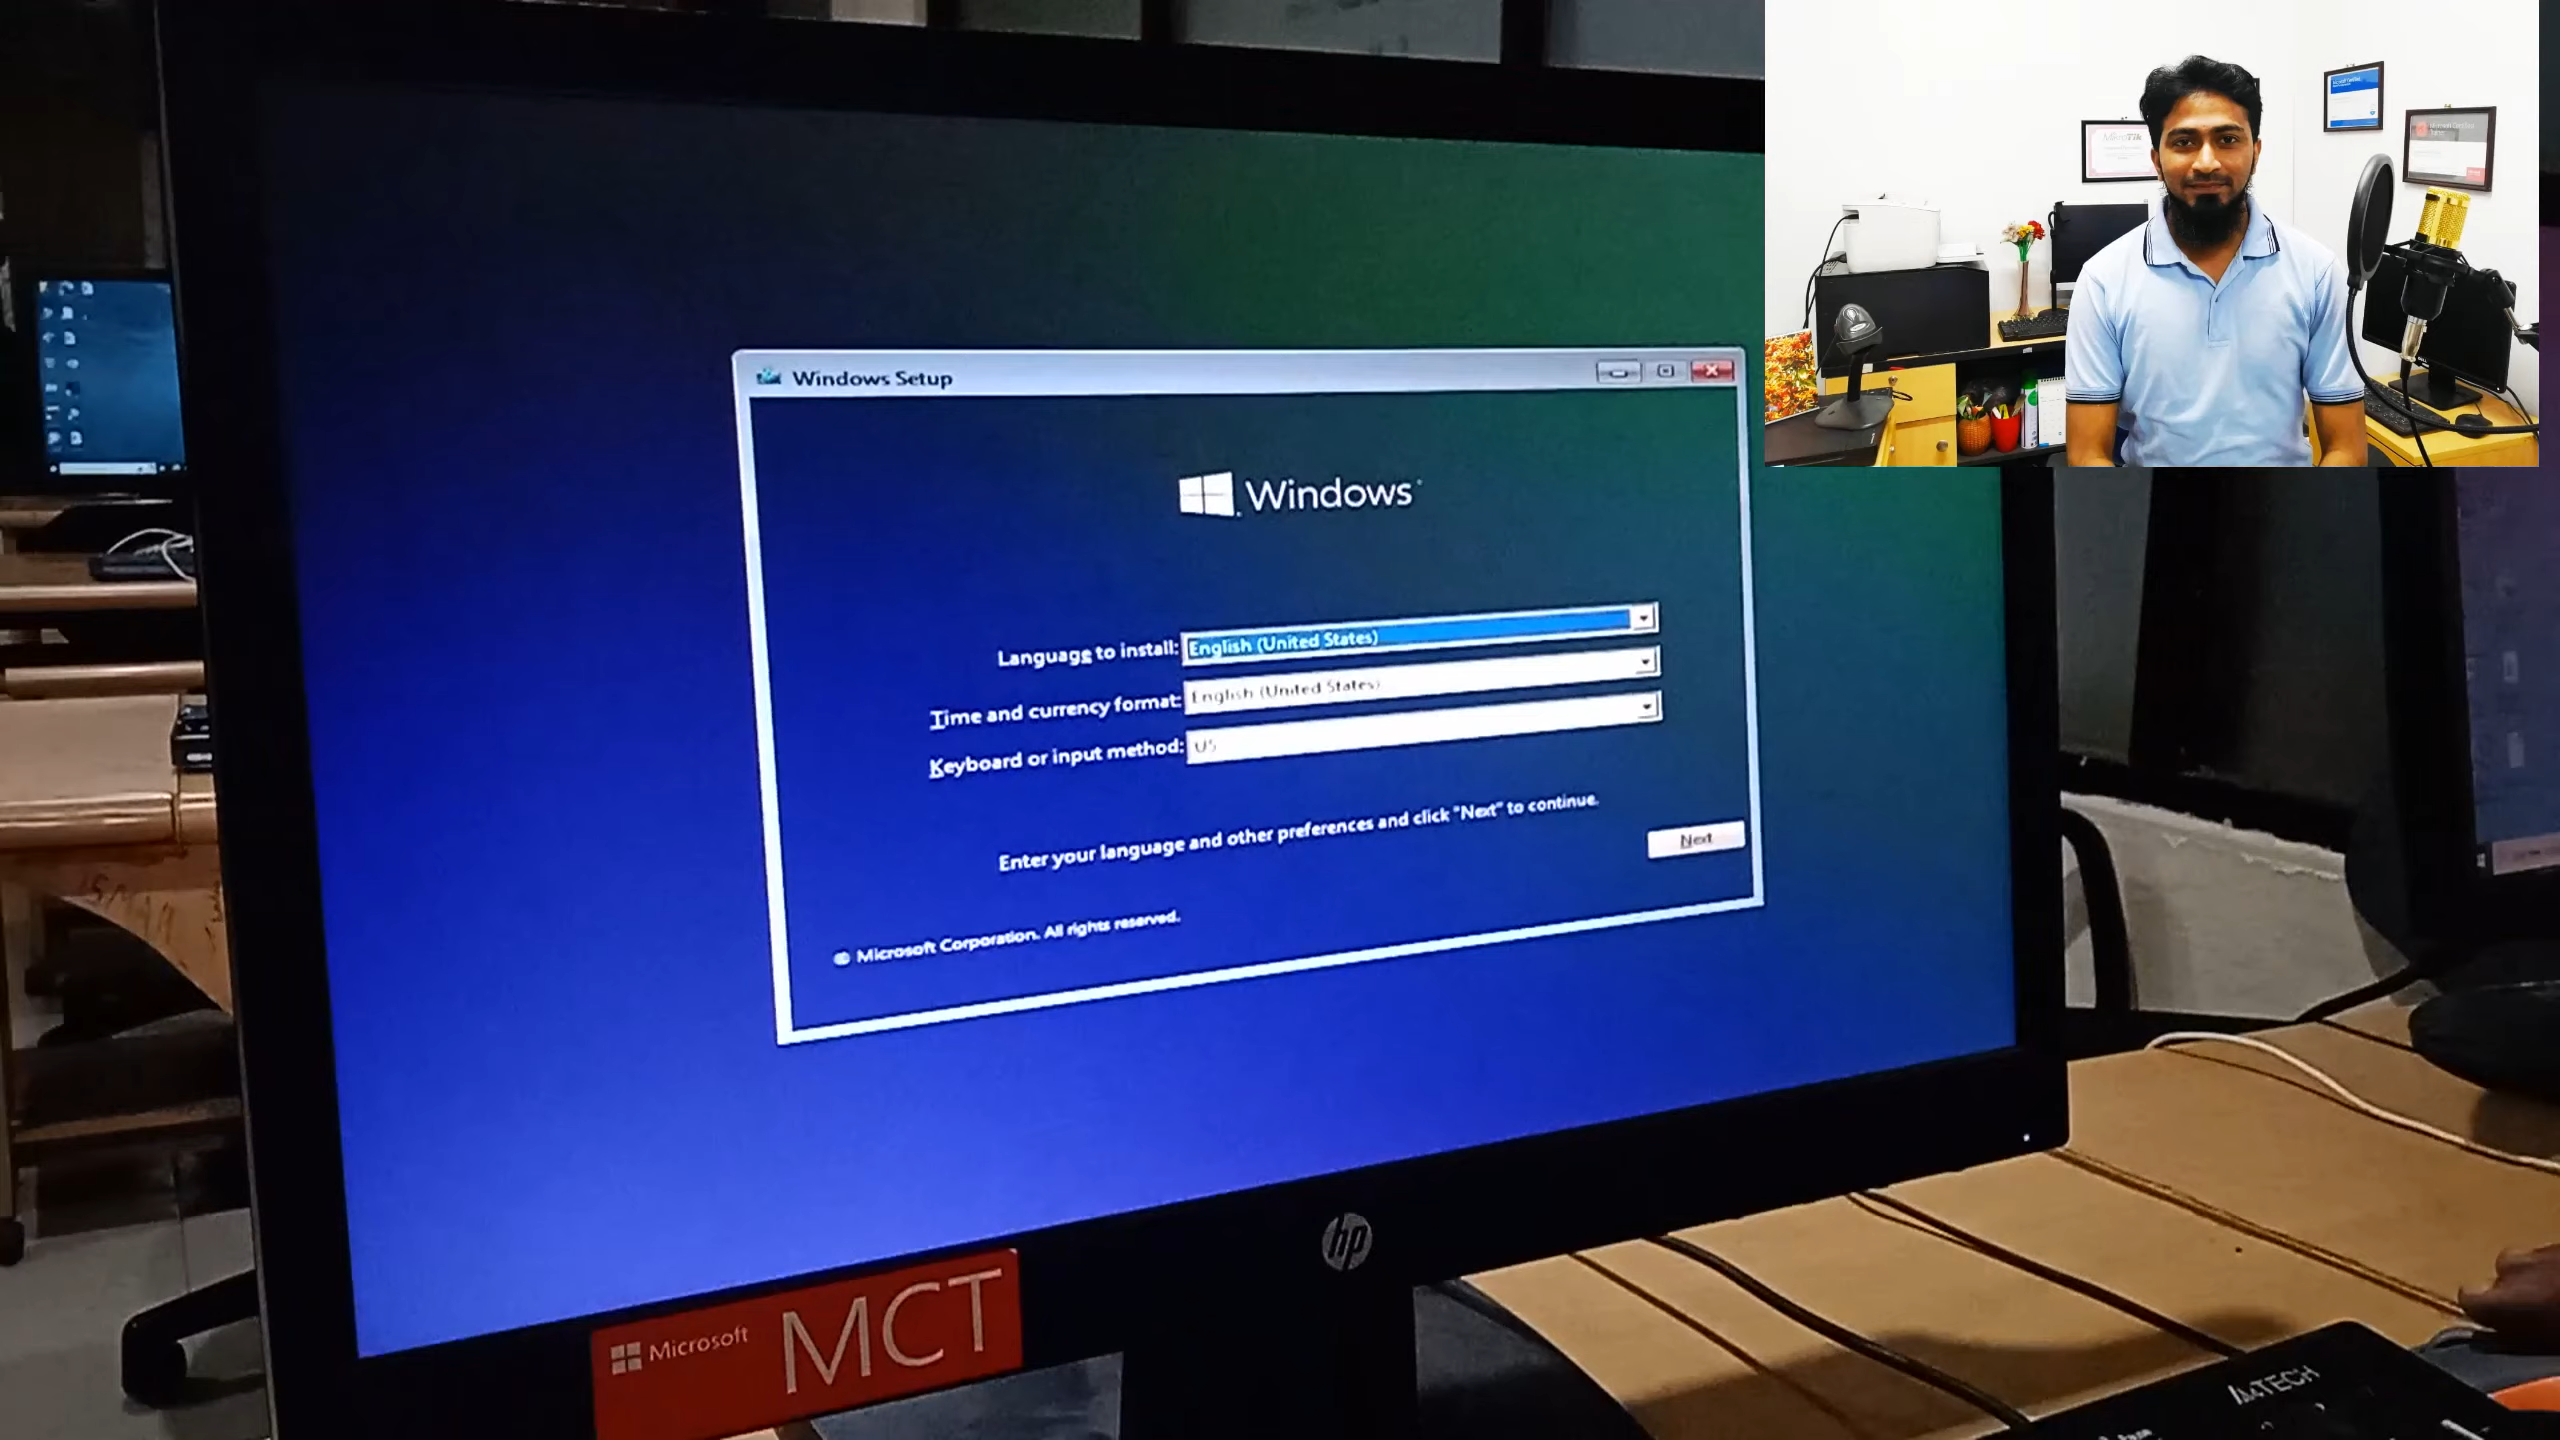 Windows Setup
Windows
Language to install: English (United States)
Time and currency format: English (United States)
Keyboard or input method: US
Enter your language and other preferences and click "Next" to continue.
Next
© Microsoft Corporation. All rights reserved.
hp
Microsoft MCT
A4TECH
MikroTik